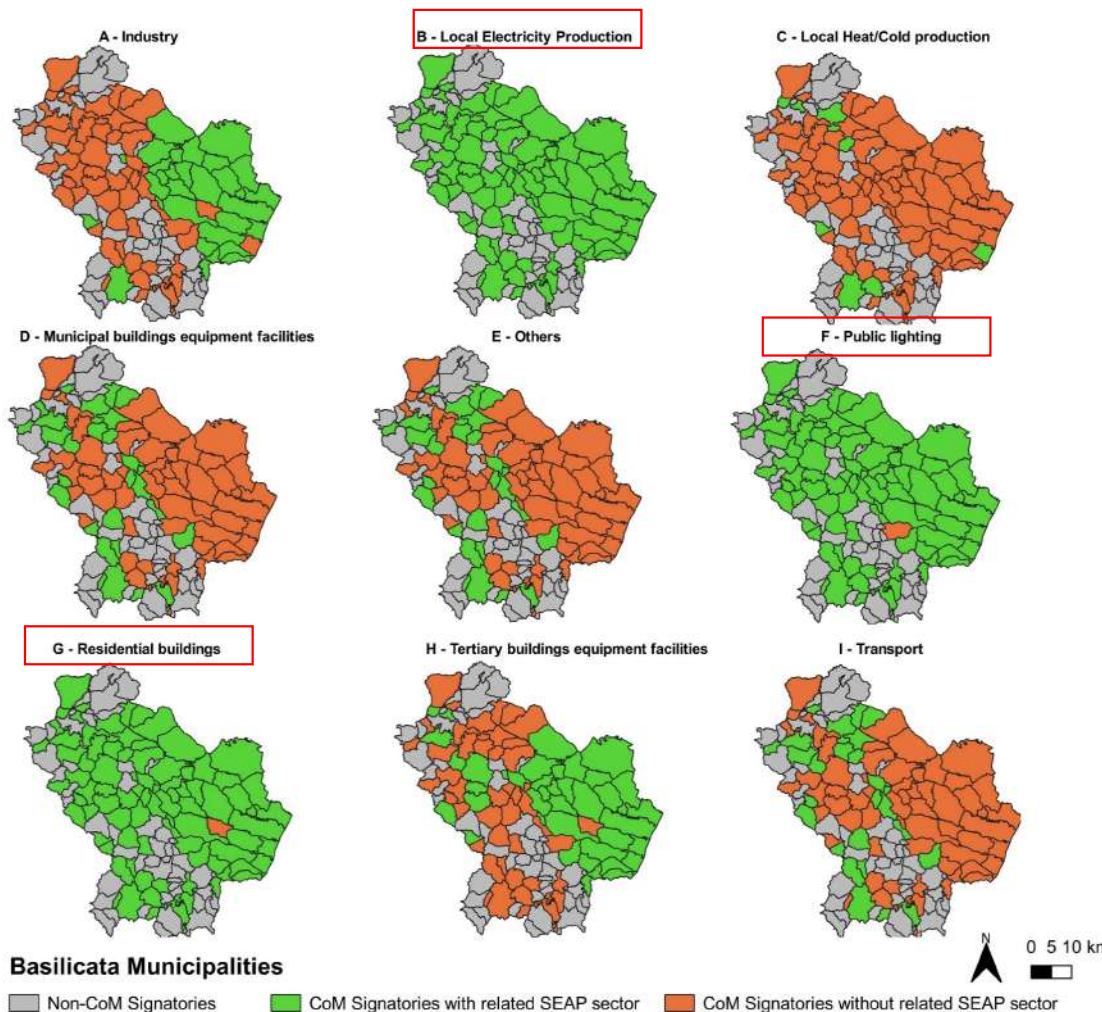 A - Industry
B - Local Electricity Production
C - Local Heat/Cold production
D - Municipal buildings equipment facilities
E - Others
F - Public lighting
G - Residential buildings
H - Tertiary buildings equipment facilities
I - Transport
N
0 5 10 km
Basilicata Municipalities
Non-CoM Signatories
CoM Signatories with related SEAP sector
CoM Signatories without related SEAP sector